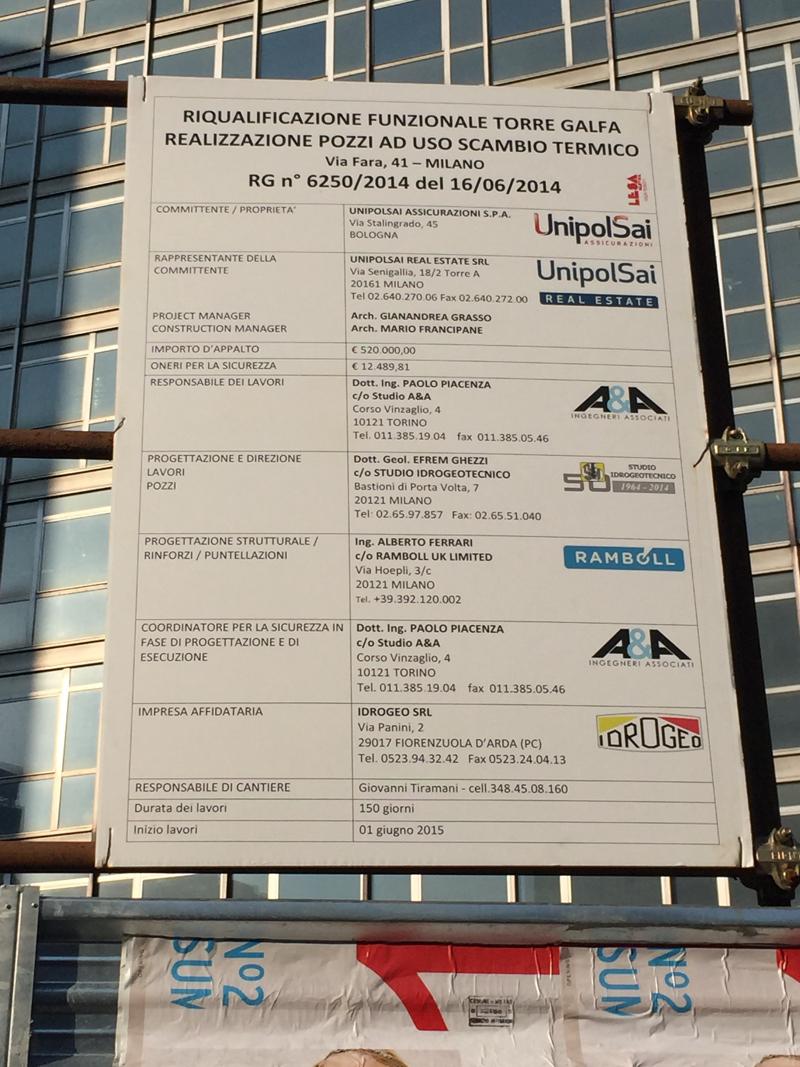 RIQUALIFICAZIONE FUNZIONALE TORRE GALFA
REALIZZAZIONE POZZI AD USO SCAMBIO TERMICO
Via Fara, 41 – MILANO
RG n° 6250/2014 del 16/06/2014
LESA
COMMITTENTE / PROPRIETA'
UNIPOLSAI ASSICURAZIONI S.P.A.
Via Stalingrado, 45
BOLOGNA
UnipolSai
ASSICURAZIONI
RAPPRESENTANTE DELLA
COMMITTENTE
UNIPOLSAI REAL ESTATE SRL
Via Senigallia, 18/2 Torre A
20161 MILANO
Tel 02.640.270.06 Fax 02.640.272.00
UnipolSai
REAL ESTATE
PROJECT MANAGER
CONSTRUCTION MANAGER
Arch. GIANANDREA GRASSO
Arch. MARIO FRANCIPANE
IMPORTO D'APPALTO
€ 520.000,00
ONERI PER LA SICUREZZA
€ 12.489,81
RESPONSABILE DEI LAVORI
Dott. Ing. PAOLO PIACENZA
c/o Studio A&A
Corso Vinzaglio, 4
10121 TORINO
Tel. 011.385.19.04 fax 011.385.05.46
A&A
INGEGNERI ASSOCIATI
PROGETTAZIONE E DIREZIONE
LAVORI
POZZI
Dott. Geol. EFREM GHEZZI
c/o STUDIO IDROGEOTECNICO
Bastioni di Porta Volta, 7
20121 MILANO
Tel: 02.65.97.857 Fax: 02.65.51.040
50
STUDIO
IDROGEOTECNICO
1964 - 2014
PROGETTAZIONE STRUTTURALE /
RINFORZI / PUNTELLAZIONI
Ing. ALBERTO FERRARI
c/o RAMBOLL UK LIMITED
Via Hoepli, 3/c
20121 MILANO
Tel. +39.392.120.002
RAMBOLL
COORDINATORE PER LA SICUREZZA IN
FASE DI PROGETTAZIONE E DI
ESECUZIONE
Dott. Ing. PAOLO PIACENZA
c/o Studio A&A
Corso Vinzaglio, 4
10121 TORINO
Tel. 011.385.19.04 fax 011.385.05.46
A&A
INGEGNERI ASSOCIATI
IMPRESA AFFIDATARIA
IDROGEO SRL
Via Panini, 2
29017 FIORENZUOLA D'ARDA (PC)
Tel. 0523.94.32.42 Fax 0523.24.04.13
IDROGEO
RESPONSABILE DI CANTIERE
Giovanni Tiramani - cell.348.45.08.160
Durata dei lavori
150 giorni
Inizio lavori
01 giugno 2015
Nº2
SUN
Nº2
SUN